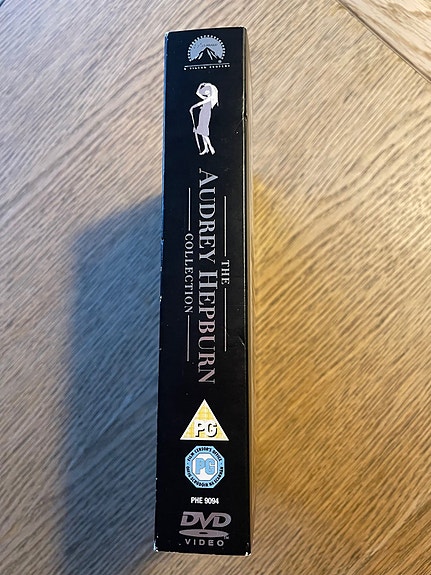 THE
AUDREY HEPBURN
COLLECTION
PG
PG
PHE 9094
DVD
VIDEO